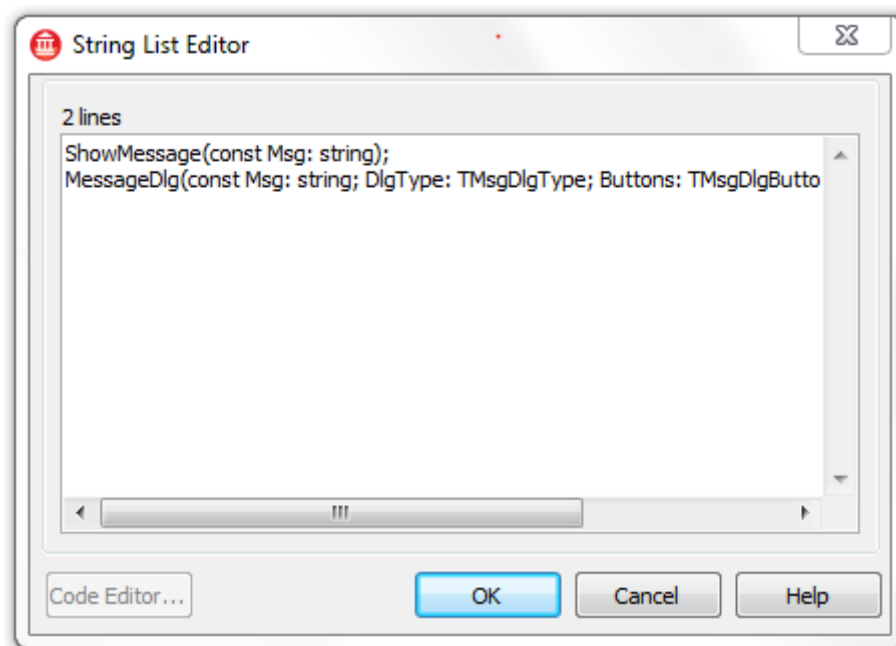 String List Editor
2 lines
ShowMessage(const Msg: string);
MessageDlg(const Msg: string; DlgType: TMsgDlgType; Buttons: TMsgDlgButto
Code Editor...
OK
Cancel
Help